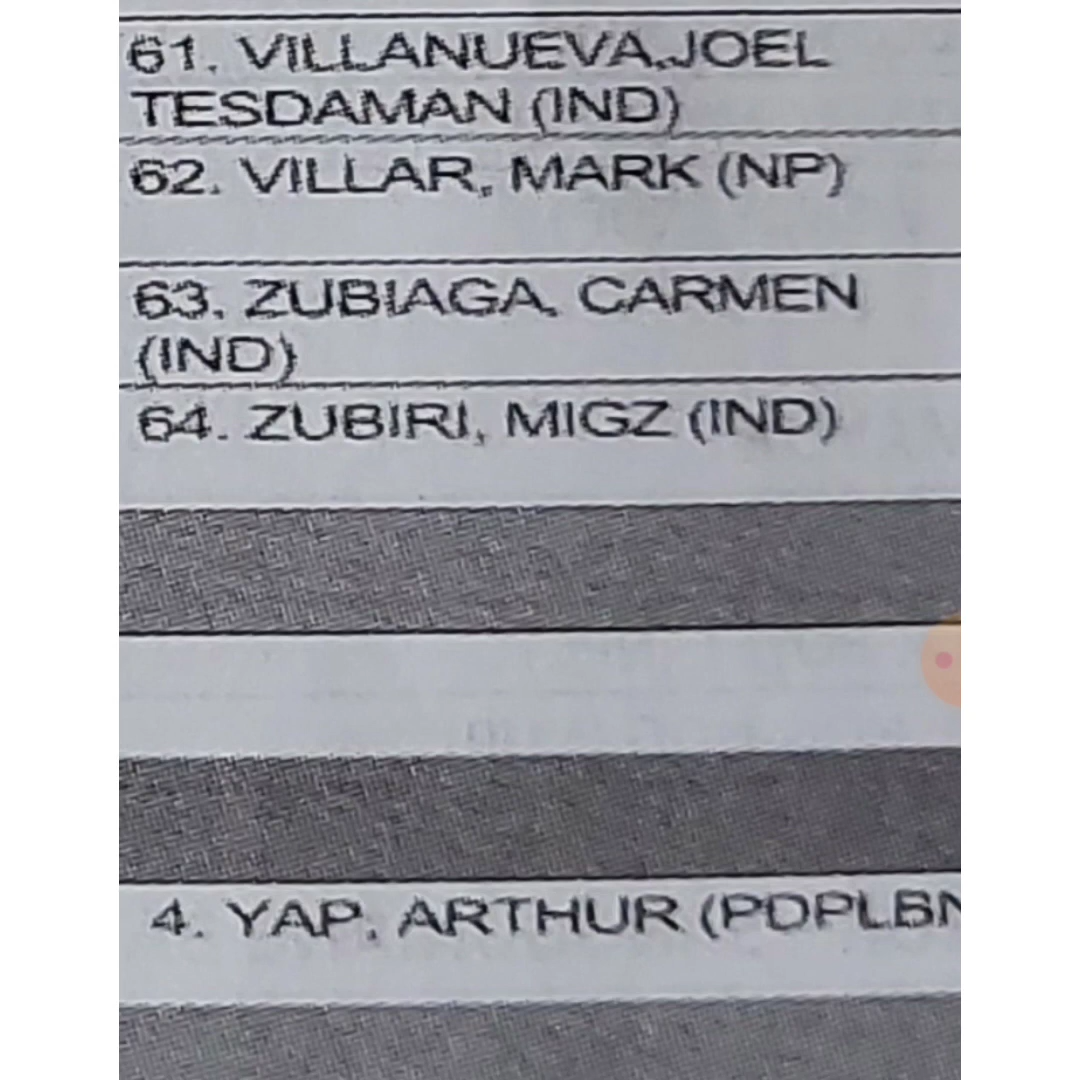 61. VILLANUEVA,JOEL
TESDAMAN (IND)
62. VILLAR, MARK (NP)
63. ZUBIAGA, CARMEN
(IND)
64. ZUBIRI, MIGZ (IND)
4. YAP, ARTHUR (PDPLBN